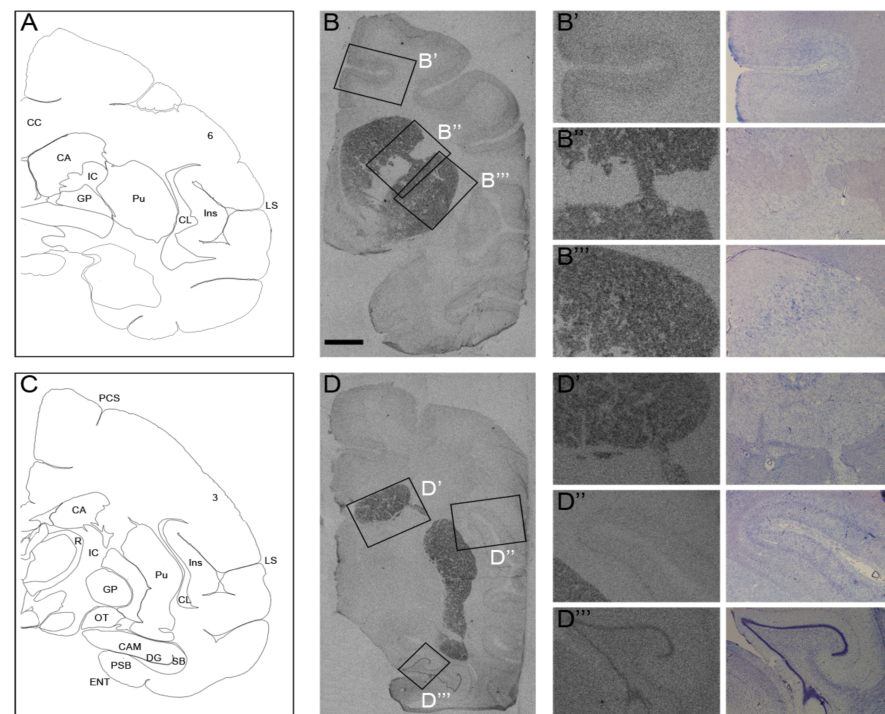 A
CC
CA
IC
GP
Pu
CL
Ins
6
LS
B
B'
B''
B'''
B'
B''
B'''
C
PCS
3
CA
R
IC
Pu
Ins
LS
GP
CL
OT
CAM
DG
SB
PSB
ENT
D
D'
D''
D'''
D'
D''
D'''